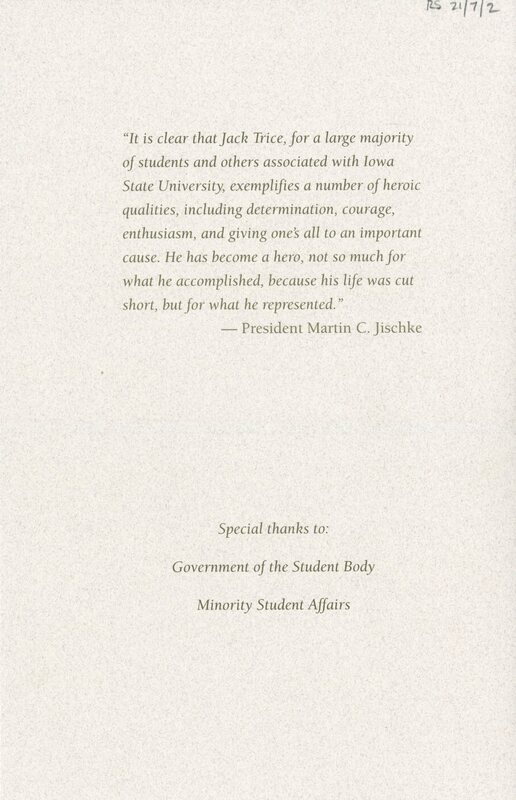 RS 21/7/2
“It is clear that Jack Trice, for a large majority
of students and others associated with Iowa
State University, exemplifies a number of heroic
qualities, including determination, courage,
enthusiasm, and giving one’s all to an important
cause. He has become a hero, not so much for
what he accomplished, because his life was cut
short, but for what he represented.”
— President Martin C. Jischke
Special thanks to:
Government of the Student Body
Minority Student Affairs